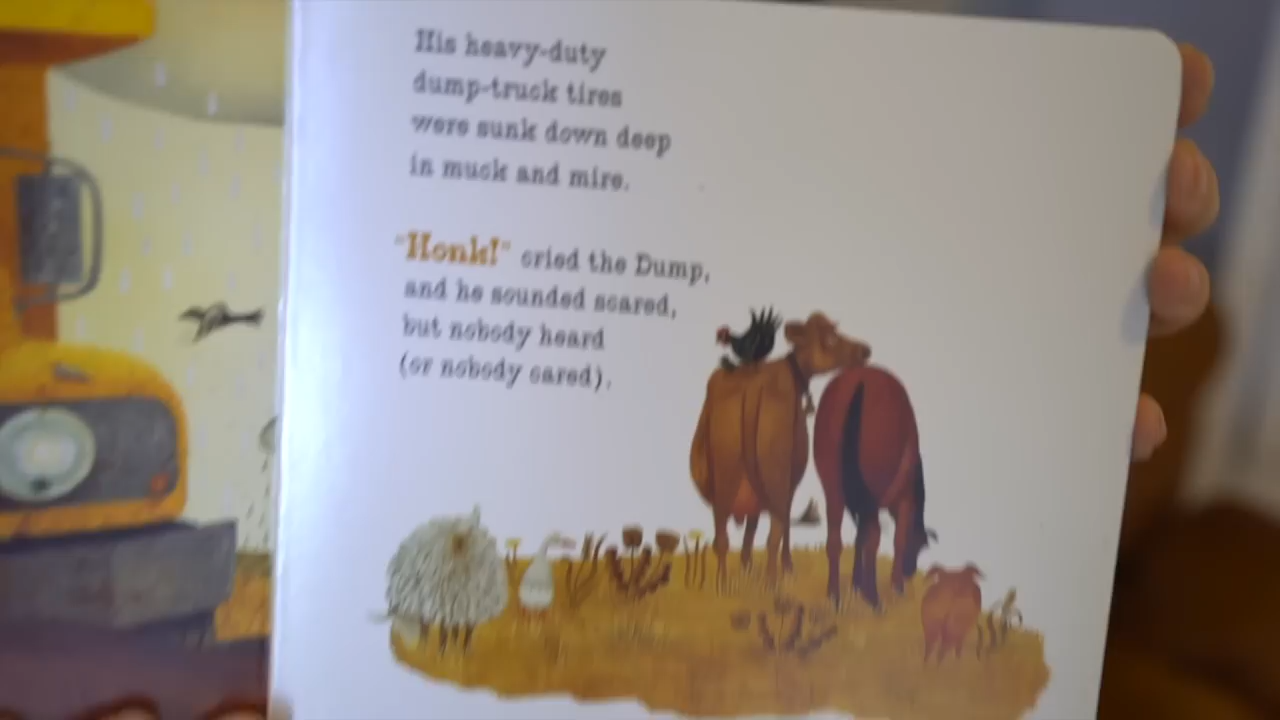 His heavy-duty
dump-truck tires
were sunk down deep
in muck and mire.
"Honk!" cried the Dump,
and he sounded scared,
but nobody heard
(or nobody cared).